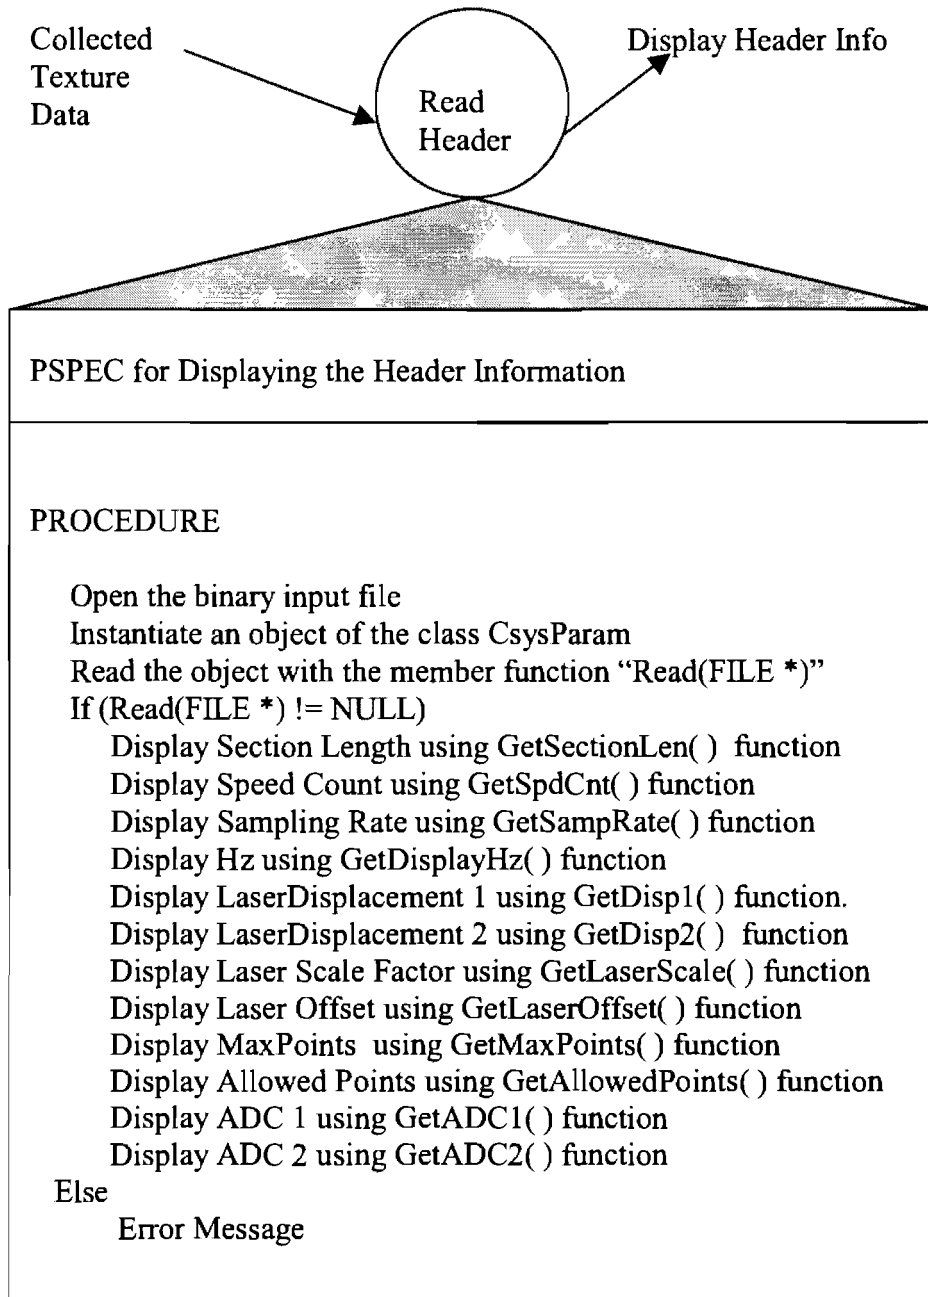 Collected
Texture
Data
Read
Header
Display Header Info
PSPEC for Displaying the Header Information
PROCEDURE
Open the binary input file
Instantiate an object of the class CsysParam
Read the object with the member function “Read(FILE *)”
If (Read(FILE *) != NULL)
Display Section Length using GetSectionLen( ) function
Display Speed Count using GetSpdCnt( ) function
Display Sampling Rate using GetSampRate( ) function
Display Hz using GetDisplayHz( ) function
Display LaserDisplacement 1 using GetDisp1( ) function.
Display LaserDisplacement 2 using GetDisp2( ) function
Display Laser Scale Factor using GetLaserScale( ) function
Display Laser Offset using GetLaserOffset( ) function
Display MaxPoints using GetMaxPoints( ) function
Display Allowed Points using GetAllowedPoints( ) function
Display ADC 1 using GetADC1( ) function
Display ADC 2 using GetADC2( ) function
Else
Error Message